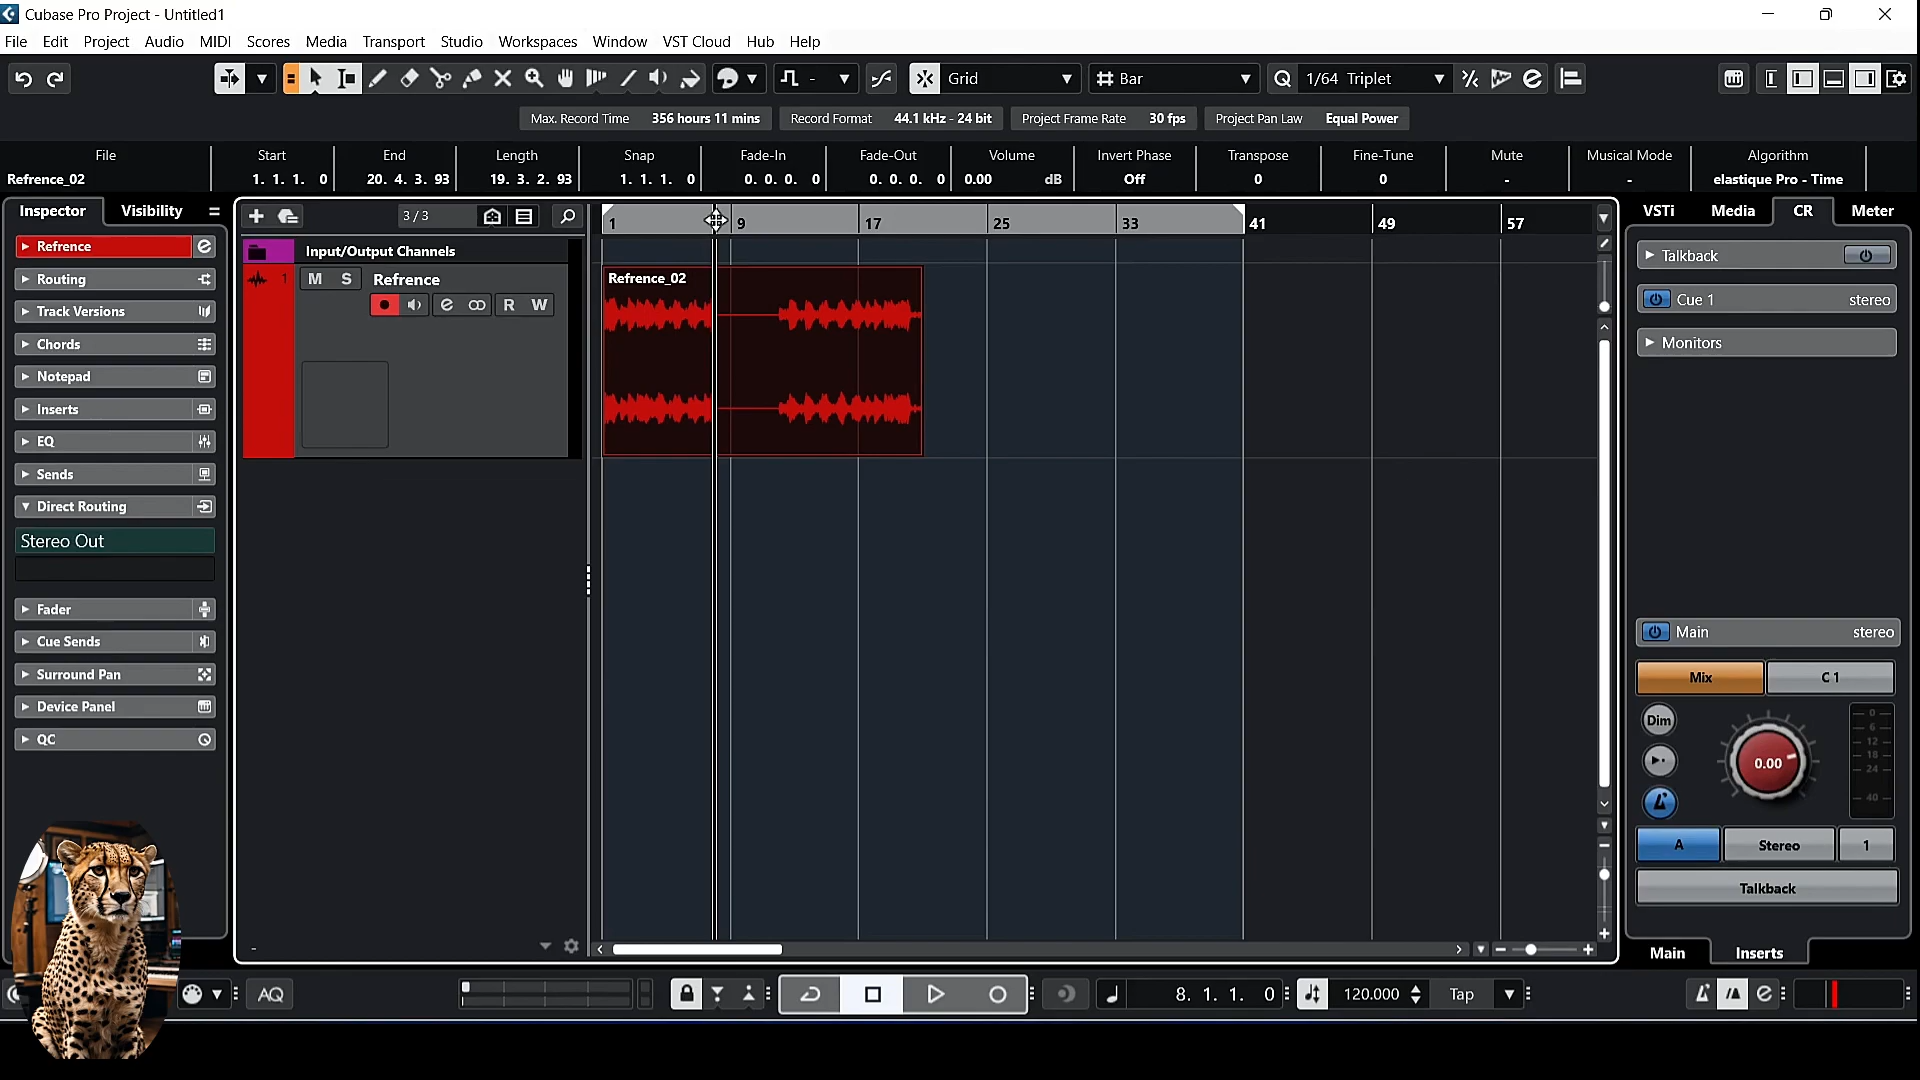 Cubase Pro Project - Untitled1
File Edit Project Audio MIDI Scores Media Transport Studio Workspaces Window VST Cloud Hub Help
- Grid Bar 1/64 Triplet
Max. Record Time 356 hours 11 mins Record Format 44.1 kHz - 24 bit Project Frame Rate 30 fps Project Pan Law Equal Power
File Start End Length Snap Fade-In Fade-Out Volume Invert Phase Transpose Fine-Tune Mute Musical Mode Algorithm
Refrence_02 1. 1. 1. 0 20. 4. 3. 93 19. 3. 2. 93 1. 1. 1. 0 0. 0. 0. 0 0. 0. 0. 0 0.00 dB Off 0 0 - - elastique Pro - Time
Inspector Visibility 3 / 3 1 9 17 25 33 41 49 57 VSTi Media CR Meter
Refrence
Routing
Track Versions
Chords
Notepad
Inserts
EQ
Sends
Direct Routing
Stereo Out
Fader
Cue Sends
Surround Pan
Device Panel
QC
Input/Output Channels
1 M S Refrence
R W
-
Refrence_02
Talkback
Cue 1 stereo
Monitors
Main stereo
Mix C 1
Dim
0.00
0
6
12
18
24
40
A Stereo 1
Talkback
Main Inserts
AQ 8. 1. 1. 0 120.000 Tap